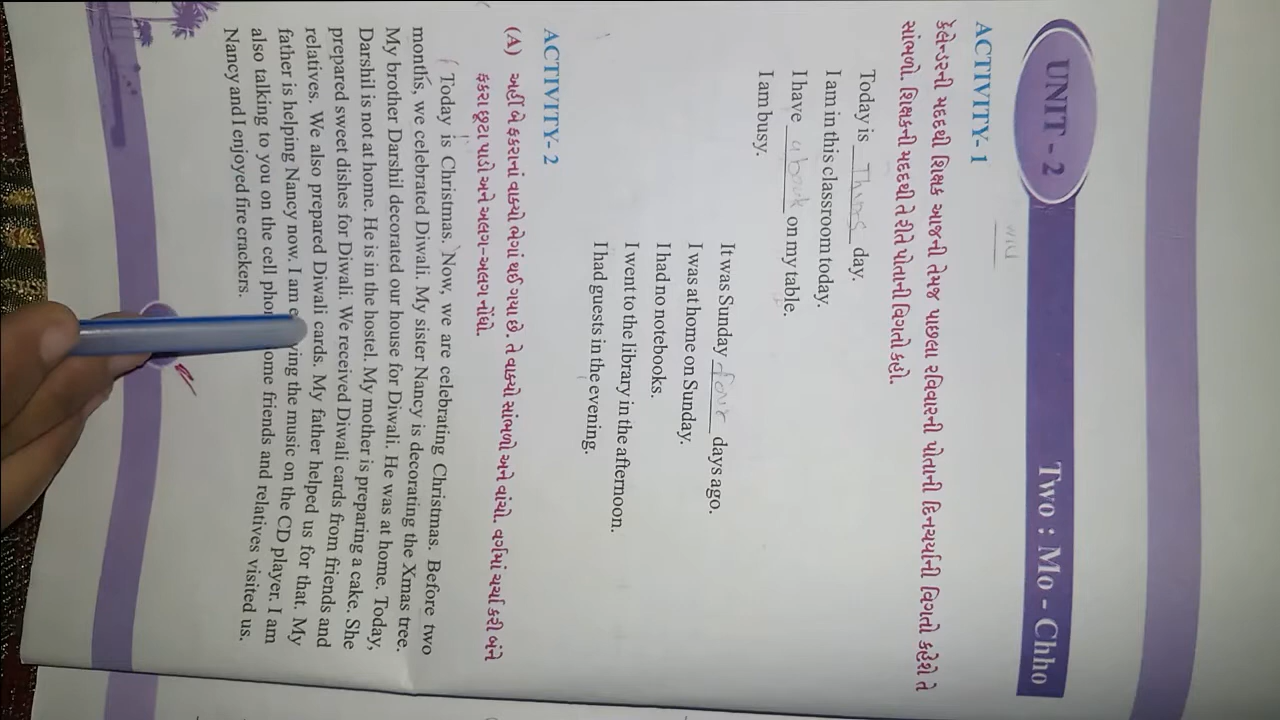 UNIT - 2
Two : Mo - Chho
ACTIVITY- 1
કેલેન્ડરની મદદથી શિક્ષક આજની તેમજ પાછલા રવિવારની પોતાની દિનચર્યાની વિગતો કહેશે તે
સાંભળો. શિક્ષકની મદદથી તે રીતે પોતાની વિગતો કહો.
Today is Thurs day.
I am in this classroom today.
I have a book on my table.
I am busy.
It was Sunday four days ago.
I was at home on Sunday.
I had no notebooks.
I went to the library in the afternoon.
I had guests in the evening.
ACTIVITY- 2
(A) અહીં બે ફકરાનાં વાક્યો ભેગાં થઈ ગયા છે. તે વાક્યો સાંભળો અને વાંચો. વર્ગમાં ચર્ચા કરી બંને
ફકરા છૂટા પાડો અને અલગ-અલગ નોંધો.
Today is Christmas. Now, we are celebrating Christmas. Before two
months, we celebrated Diwali. My sister Nancy is decorating the Xmas tree.
My brother Darshil decorated our house for Diwali. He was at home. Today,
Darshil is not at home. He is in the hostel. My mother is preparing a cake. She
prepared sweet dishes for Diwali. We received Diwali cards from friends and
relatives. We also prepared Diwali cards. My father helped us for that. My
father is helping Nancy now. I am the music on the CD player. I am
also talking to you on the cell friends and relatives visited us.
Nancy and I enjoyed fire crackers.